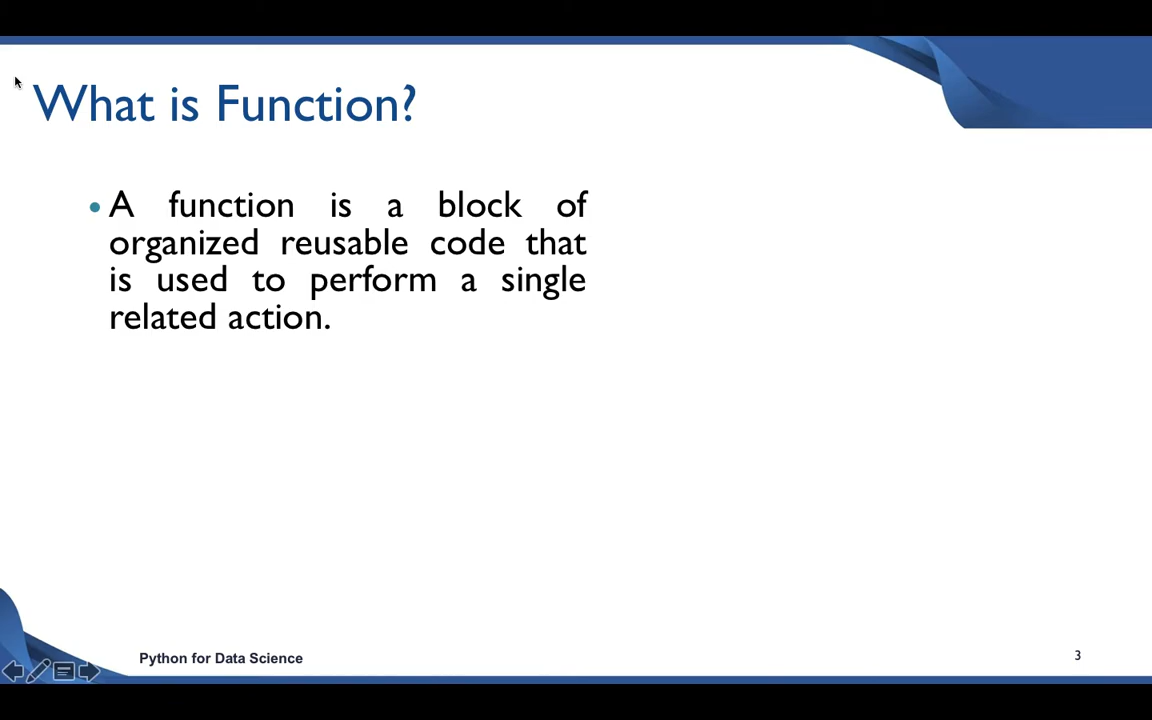 What is Function?
• A function is a block of
organized reusable code that
is used to perform a single
related action.
Python for Data Science
3